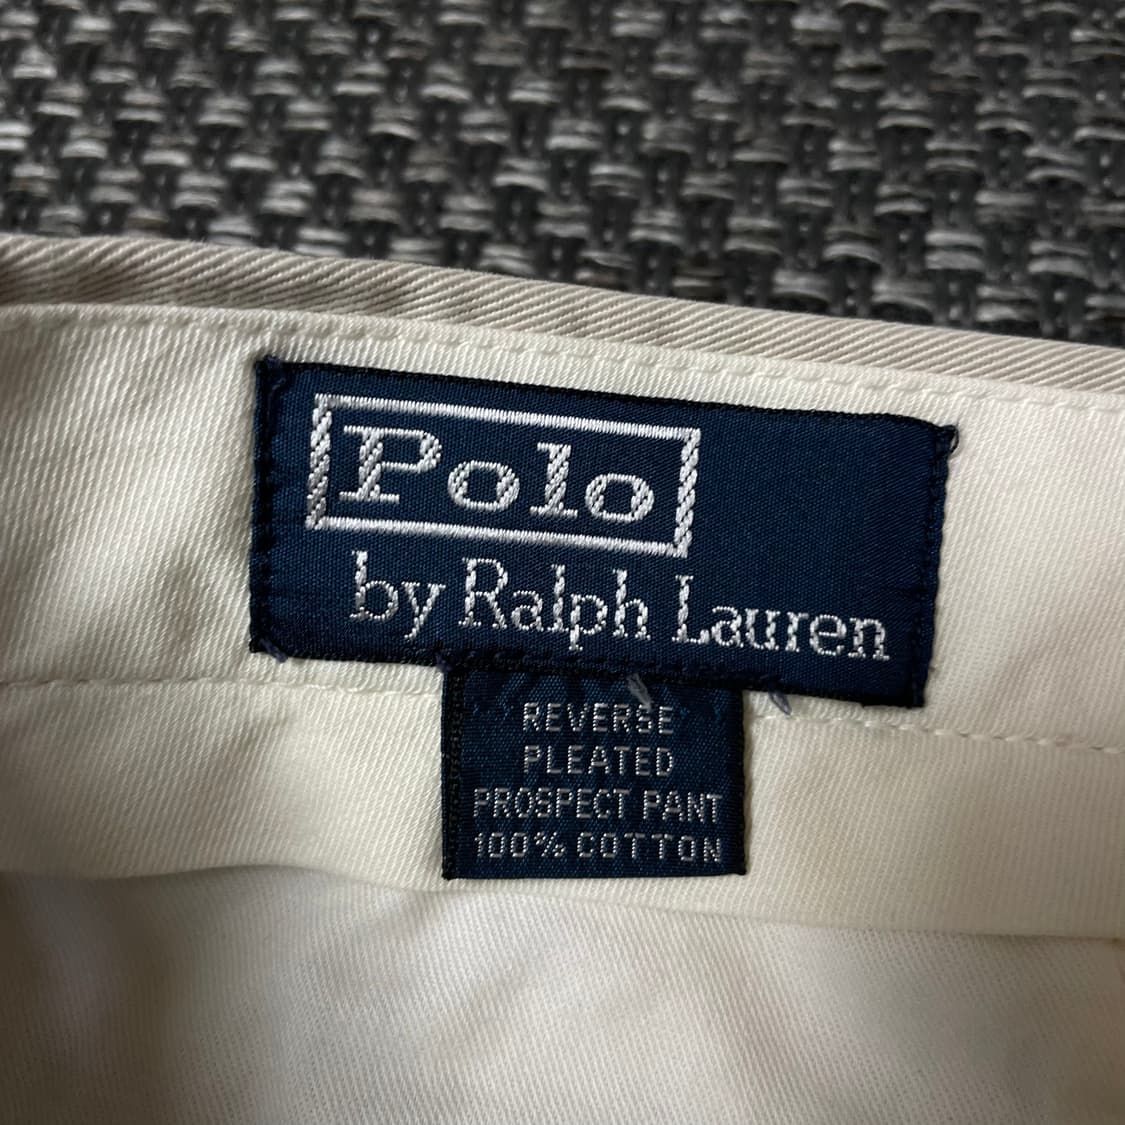 Polo
by Ralph Lauren
REVERSE
PLEATED
PROSPECT PANT
100% COTTON